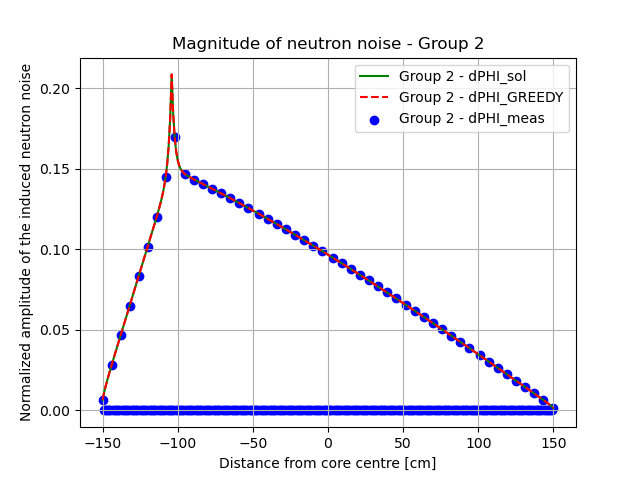 Magnitude of neutron noise - Group 2
Normalized amplitude of the induced neutron noise
0.20
0.15
0.10
0.05
0.00
Group 2 - dPHI_sol
Group 2 - dPHI_GREEDY
Group 2 - dPHI_meas
−150 −100 −50 0 50 100 150
Distance from core centre [cm]